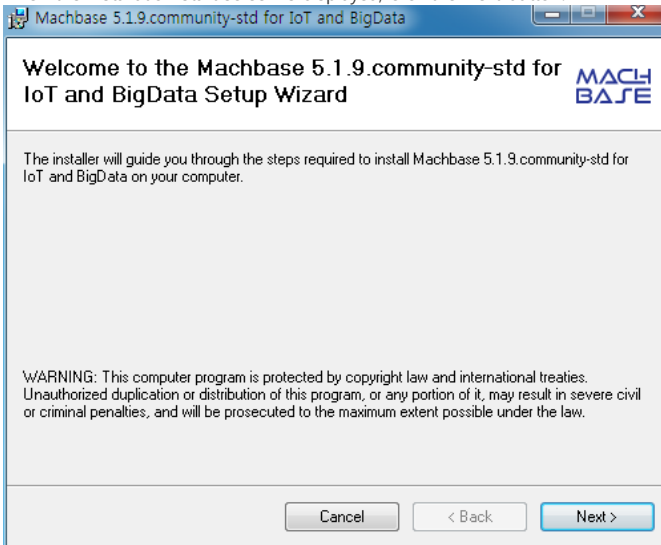 Machbase 5.1.9.community-std for IoT and BigData
Welcome to the Machbase 5.1.9.community-std for
IoT and BigData Setup Wizard
MACH
BASE
The installer will guide you through the steps required to install Machbase 5.1.9.community-std for
IoT and BigData on your computer.
WARNING: This computer program is protected by copyright law and international treaties.
Unauthorized duplication or distribution of this program, or any portion of it, may result in severe civil
or criminal penalties, and will be prosecuted to the maximum extent possible under the law.
Cancel
< Back
Next >